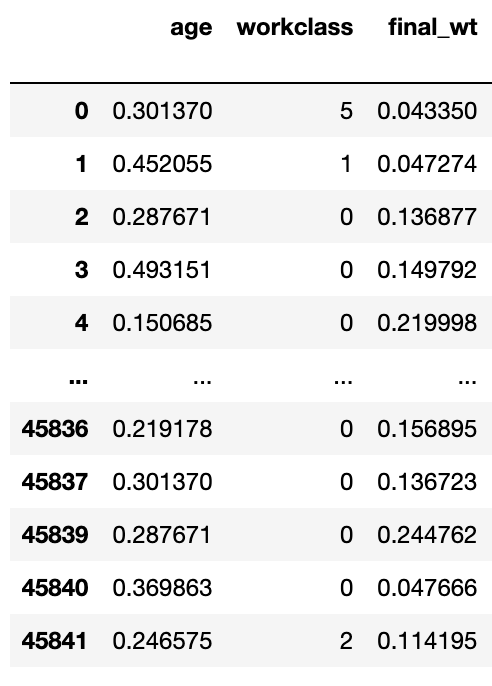 age workclass final_wt
0 0.301370 5 0.043350
1 0.452055 1 0.047274
2 0.287671 0 0.136877
3 0.493151 0 0.149792
4 0.150685 0 0.219998
... ... ... ...
45836 0.219178 0 0.156895
45837 0.301370 0 0.136723
45839 0.287671 0 0.244762
45840 0.369863 0 0.047666
45841 0.246575 2 0.114195